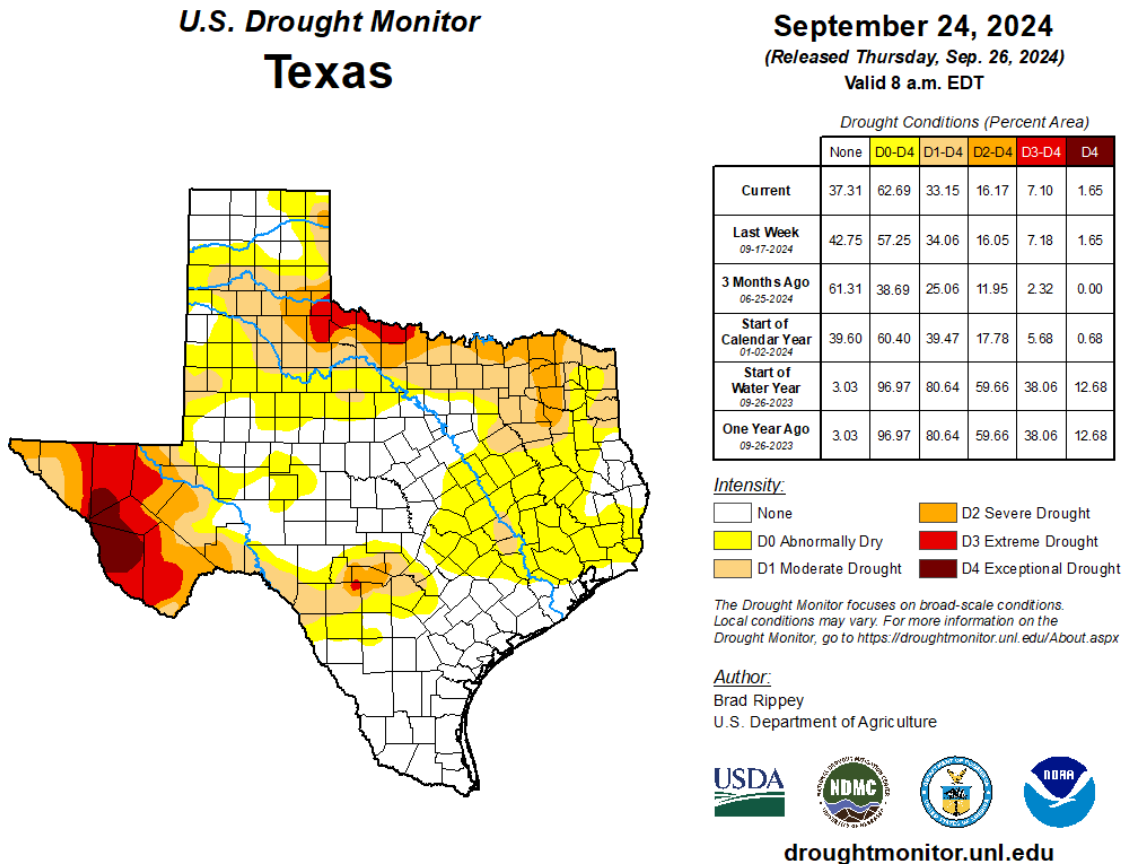 U.S. Drought Monitor
Texas
September 24, 2024
(Released Thursday, Sep. 26, 2024)
Valid 8 a.m. EDT
Drought Conditions (Percent Area)
None D0-D4 D1-D4 D2-D4 D3-D4 D4
Current 37.31 62.69 33.15 16.17 7.10 1.65
Last Week
09-17-2024 42.75 57.25 34.06 16.05 7.18 1.65
3 Months Ago
06-25-2024 61.31 38.69 25.06 11.95 2.32 0.00
Start of
Calendar Year
01-02-2024 39.60 60.40 39.47 17.78 5.68 0.68
Start of
Water Year
09-26-2023 3.03 96.97 80.64 59.66 38.06 12.68
One Year Ago
09-26-2023 3.03 96.97 80.64 59.66 38.06 12.68
Intensity:
None
D0 Abnormally Dry
D1 Moderate Drought
D2 Severe Drought
D3 Extreme Drought
D4 Exceptional Drought
The Drought Monitor focuses on broad-scale conditions.
Local conditions may vary. For more information on the
Drought Monitor, go to https://droughtmonitor.unl.edu/About.aspx
Author:
Brad Rippey
U.S. Department of Agriculture
USDA
NDMC
NOAA
droughtmonitor.unl.edu